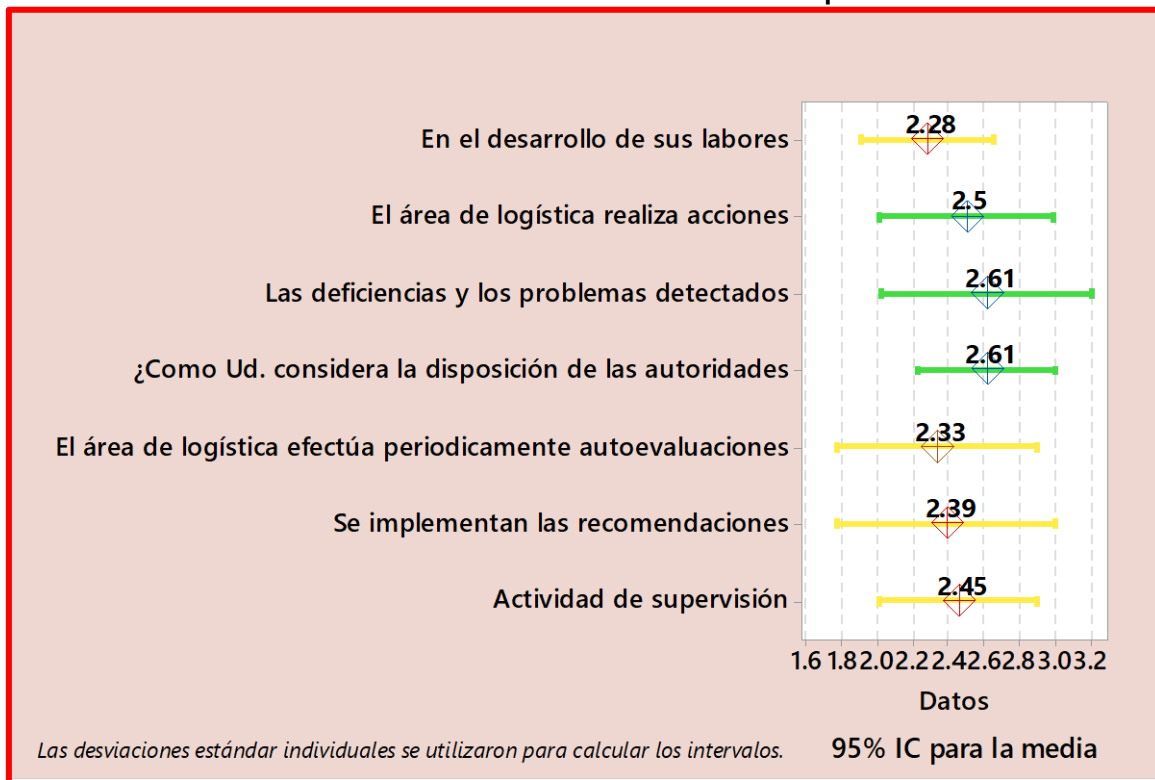 En el desarrollo de sus labores 2.28
El área de logística realiza acciones 2.5
Las deficiencias y los problemas detectados 2.61
¿Como Ud. considera la disposición de las autoridades 2.61
El área de logística efectúa periodicamente autoevaluaciones 2.33
Se implementan las recomendaciones 2.39
Actividad de supervisión 2.45
1.6 1.8 2.0 2.2 2.4 2.6 2.8 3.0 3.2
Datos
Las desviaciones estándar individuales se utilizaron para calcular los intervalos. 95% IC para la media